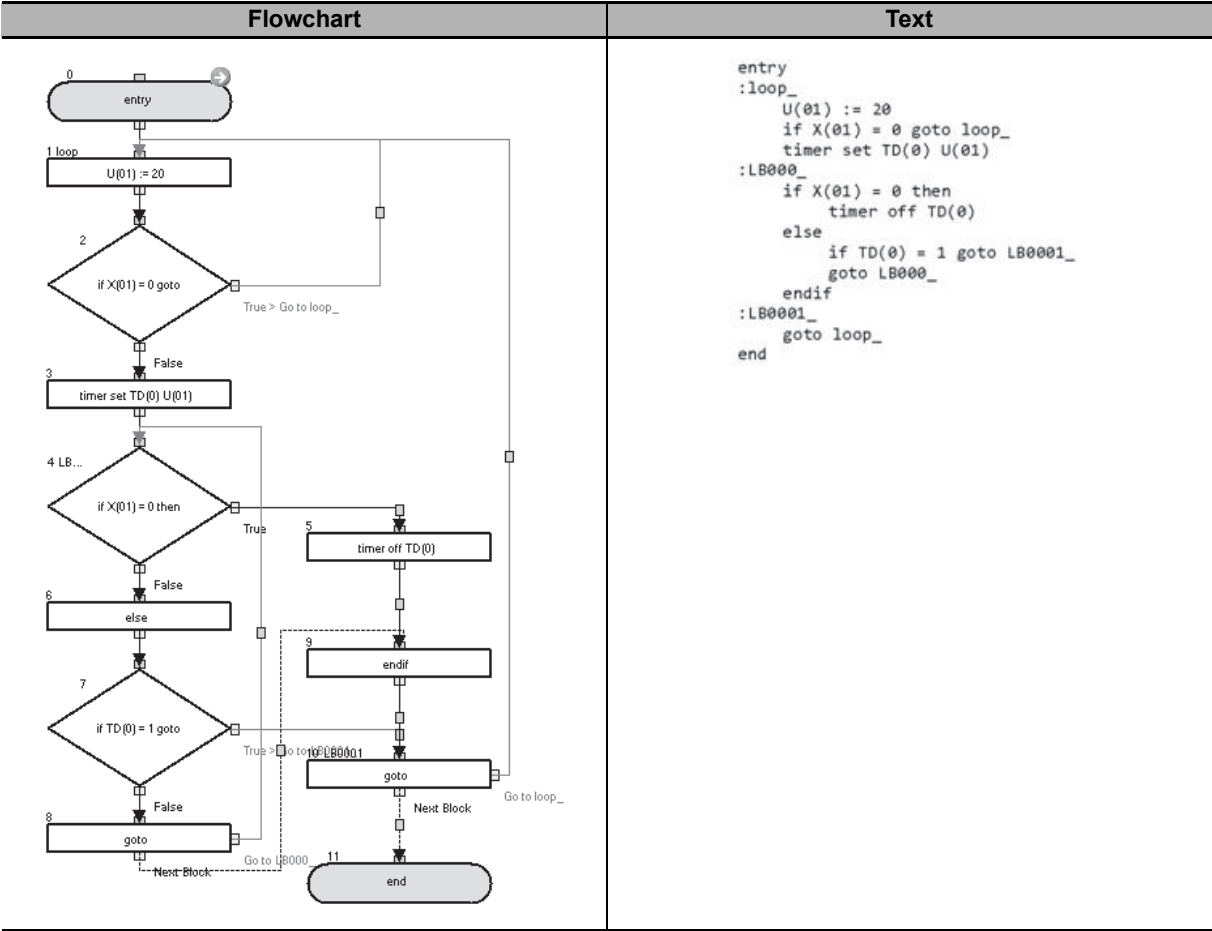 Flowchart
Text
0
entry
1 loop
U(01) := 20
2
if X(01) = 0 goto
True > Go to loop_
False
3
timer set TD(0) U(01)
4 LB...
if X(01) = 0 then
True
5
timer off TD(0)
False
6
else
9
endif
7
if TD(0) = 1 goto
True > Go to LB0001
10 LB0001
goto
Go to loop_
False
Next Block
8
goto
Go to LB000_
Next Block
11
end
entry
:loop_
U(01) := 20
if X(01) = 0 goto loop_
timer set TD(0) U(01)
:LB000_
if X(01) = 0 then
timer off TD(0)
else
if TD(0) = 1 goto LB0001_
goto LB000_
endif
:LB0001_
goto loop_
end